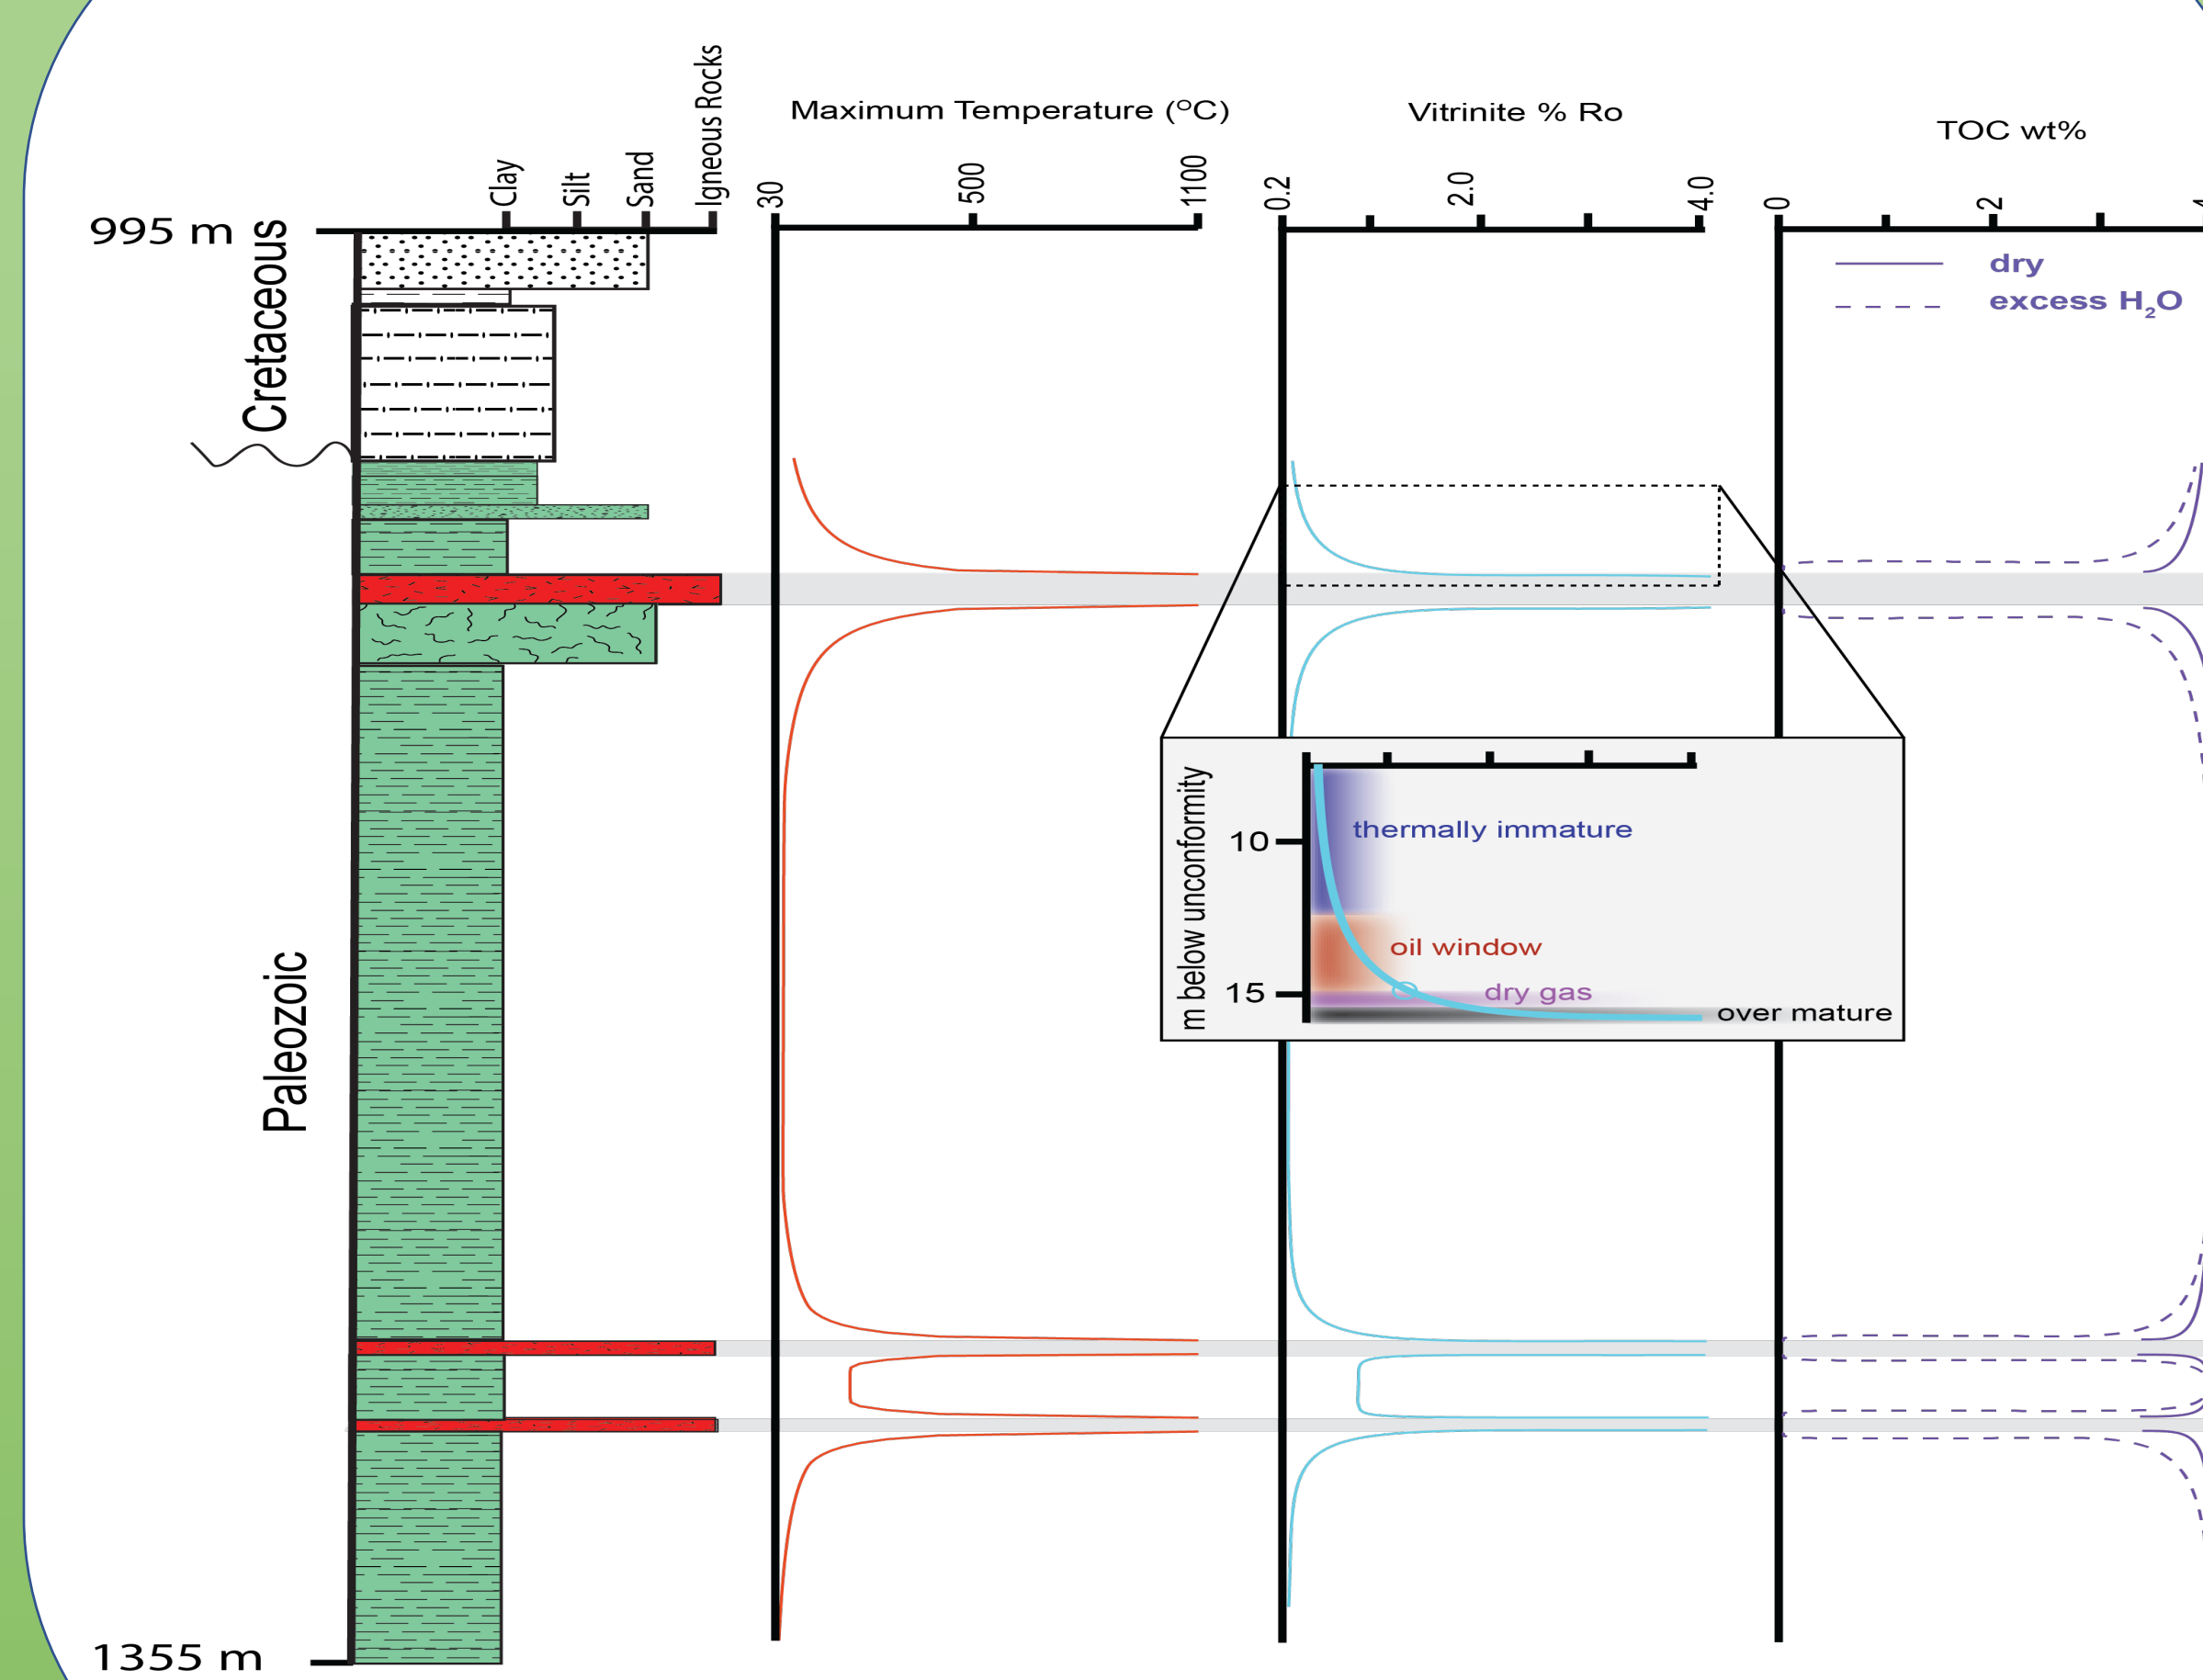 Maximum Temperature (°C)
Vitrinite % Ro
TOC wt%
Clay
Silt
Sand
Igneous Rocks
30
500
1100
0.2
2.0
4.0
0
2
995 m
Cretaceous
dry
excess H₂O
Paleozoic
m below unconformity
10
15
thermally immature
oil window
dry gas
over mature
1355 m